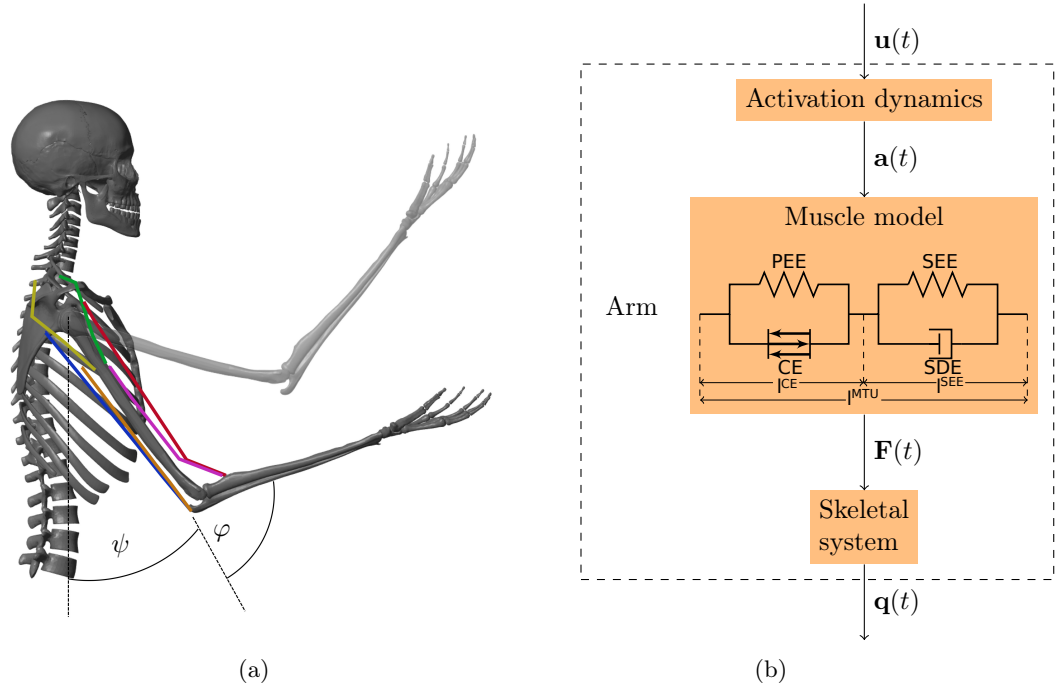 ψ
φ
(a)
u(t)
Activation dynamics
a(t)
Muscle model
PEE
SEE
Arm
CE
SDE
l^CE
l^SEE
l^MTU
F(t)
Skeletal
system
q(t)
(b)